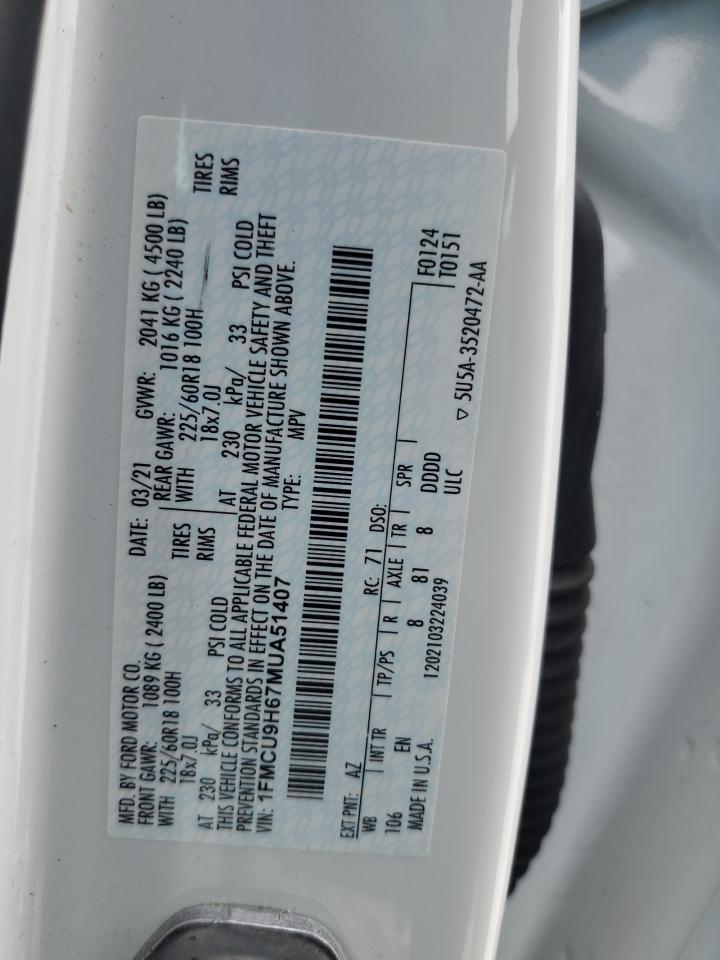 MFD. BY FORD MOTOR CO.
DATE: 03/21 GVWR: 2041 KG ( 4500 LB)
FRONT GAWR: 1089 KG ( 2400 LB) REAR GAWR: 1016 KG ( 2240 LB)
WITH 225/60R18 100H TIRES WITH 225/60R18 100H TIRES
18x7.0J RIMS 18x7.0J RIMS
AT 230 kPa/ 33 PSI COLD AT 230 kPa/ 33 PSI COLD
THIS VEHICLE CONFORMS TO ALL APPLICABLE FEDERAL MOTOR VEHICLE SAFETY AND THEFT
PREVENTION STANDARDS IN EFFECT ON THE DATE OF MANUFACTURE SHOWN ABOVE.
VIN: 1FMCU9H67MUA51407 TYPE: MPV
EXT PNT: AZ RC: 71 DSO: F0124
T0151
WB INT TR TP/PS R AXLE TR SPR
106 EN 8 81 8 DDDD
MADE IN U.S.A. 1202103224039 ULC
▽ 5U5A-3520472-AA